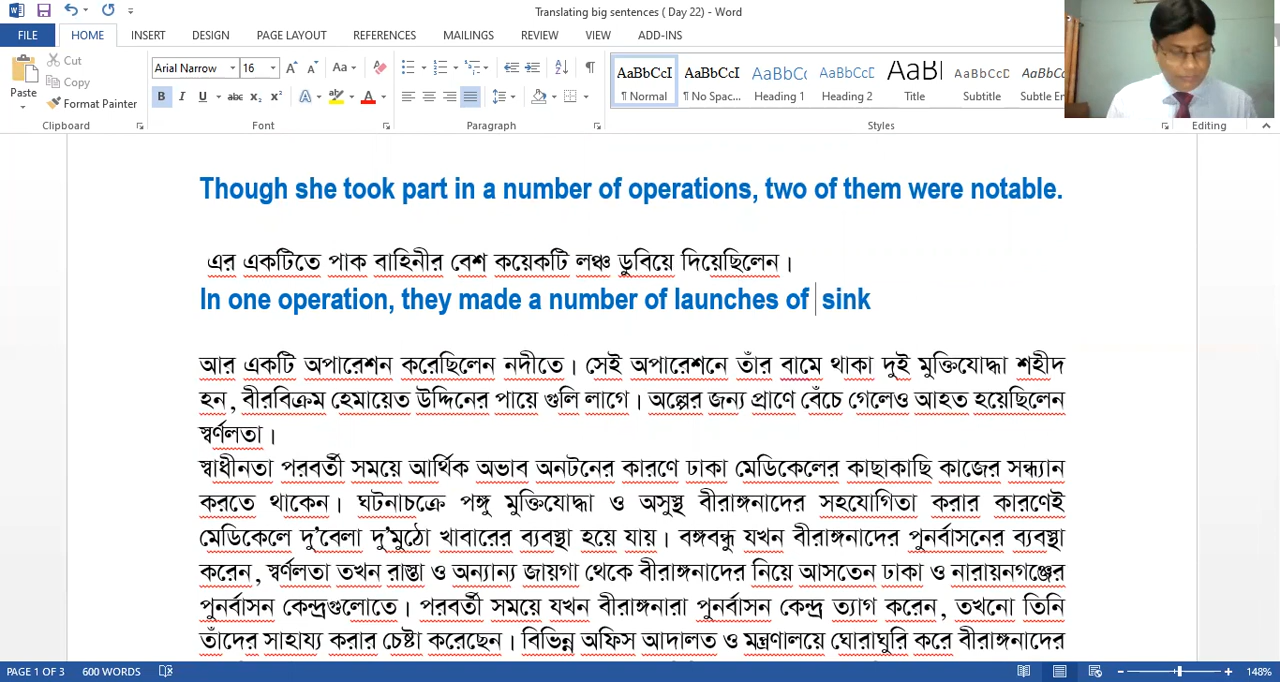 Translating big sentences ( Day 22) - Word
FILE HOME INSERT DESIGN PAGE LAYOUT REFERENCES MAILINGS REVIEW VIEW ADD-INS
Paste
Cut
Copy
Format Painter
Clipboard
Arial Narrow 16 Aa
B I U abc X₂ X² A A
Font
Paragraph
AaBbCcI AaBbCcI AaBbCc AaBbCcC AaBl AaBbCcD AaBbCc
¶ Normal ¶ No Spac... Heading 1 Heading 2 Title Subtitle Subtle Em
Styles
Editing
Though she took part in a number of operations, two of them were notable.
এর একটিতে পাক বাহিনীর বেশ কয়েকটি লঞ্চ ডুবিয়ে দিয়েছিলেন।
In one operation, they made a number of launches of sink
আর একটি অপারেশন করেছিলেন নদীতে। সেই অপারেশনে তাঁর বামে থাকা দুই মুক্তিযোদ্ধা শহীদ
হন, বীরবিক্রম হেমায়েত উদ্দিনের পায়ে গুলি লাগে। অল্পের জন্য প্রাণে বেঁচে গেলেও আহত হয়েছিলেন
স্বর্ণলতা।
স্বাধীনতা পরবর্তী সময়ে আর্থিক অভাব অনটনের কারণে ঢাকা মেডিকেলের কাছাকাছি কাজের সন্ধ্যান
করতে থাকেন। ঘটনাচক্রে পঙ্গু মুক্তিযোদ্ধা ও অসুস্থ বীরাঙ্গনাদের সহযোগিতা করার কারণেই
মেডিকেলে দু'বেলা দু'মুঠো খাবারের ব্যবস্থা হয়ে যায়। বঙ্গবন্ধু যখন বীরাঙ্গনাদের পুনর্বাসনের ব্যবস্থা
করেন, স্বর্ণলতা তখন রাস্তা ও অন্যান্য জায়গা থেকে বীরাঙ্গনাদের নিয়ে আসতেন ঢাকা ও নারায়নগঞ্জের
পুনর্বাসন কেন্দ্রগুলোতে। পরবর্তী সময়ে যখন বীরাঙ্গনারা পুনর্বাসন কেন্দ্র ত্যাগ করেন, তখনো তিনি
তাঁদের সাহায্য করার চেষ্টা করেছেন। বিভিন্ন অফিস আদালত ও মন্ত্রণালয়ে ঘোরাঘুরি করে বীরাঙ্গনাদের
PAGE 1 OF 3 600 WORDS 148%